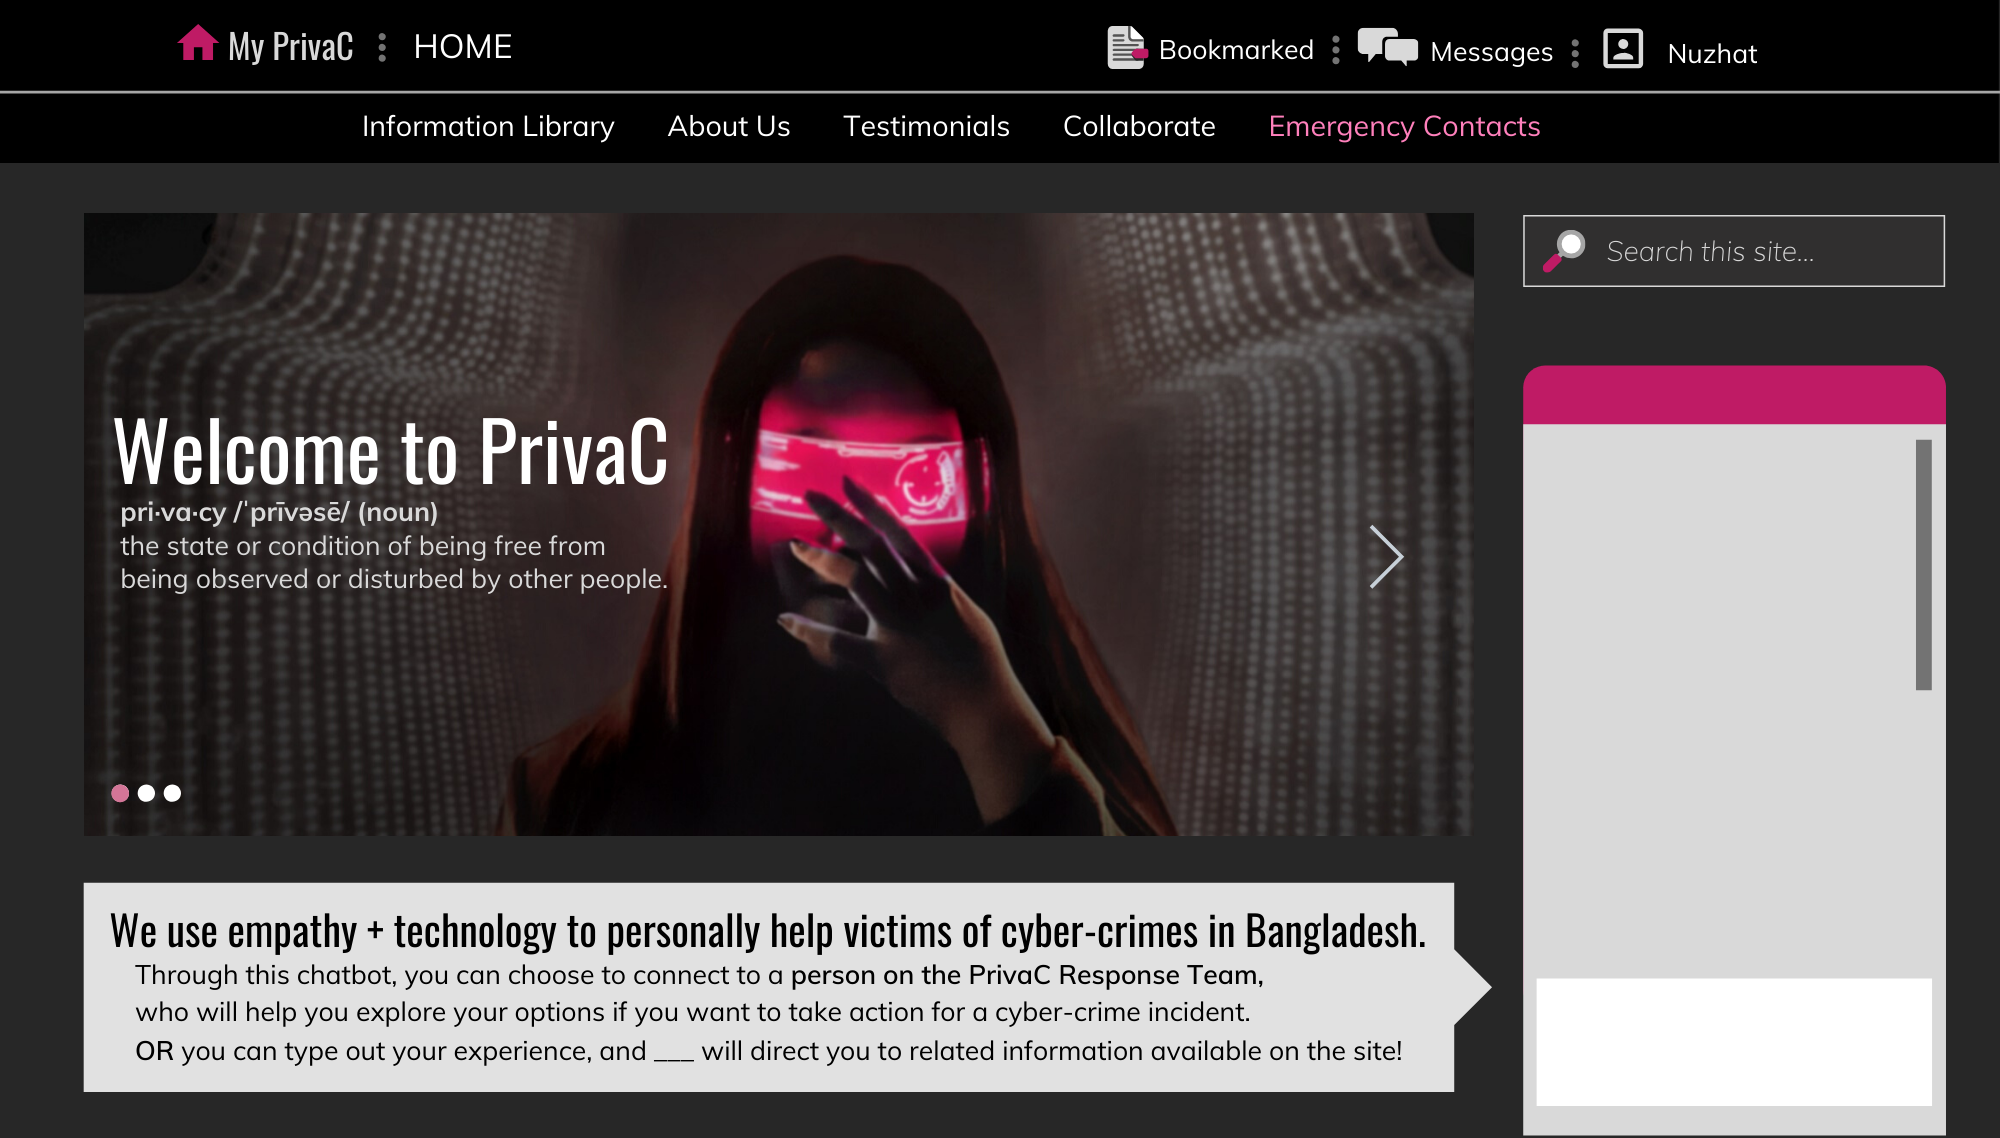 My PrivaC
HOME
Bookmarked
Messages
Nuzhat
Information Library
About Us
Testimonials
Collaborate
Emergency Contacts
Search this site...
Welcome to PrivaC
pri·va·cy /ˈprīvəsē/ (noun)
the state or condition of being free from
being observed or disturbed by other people.
We use empathy + technology to personally help victims of cyber-crimes in Bangladesh.
Through this chatbot, you can choose to connect to a person on the PrivaC Response Team,
who will help you explore your options if you want to take action for a cyber-crime incident.
OR you can type out your experience, and ___ will direct you to related information available on the site!